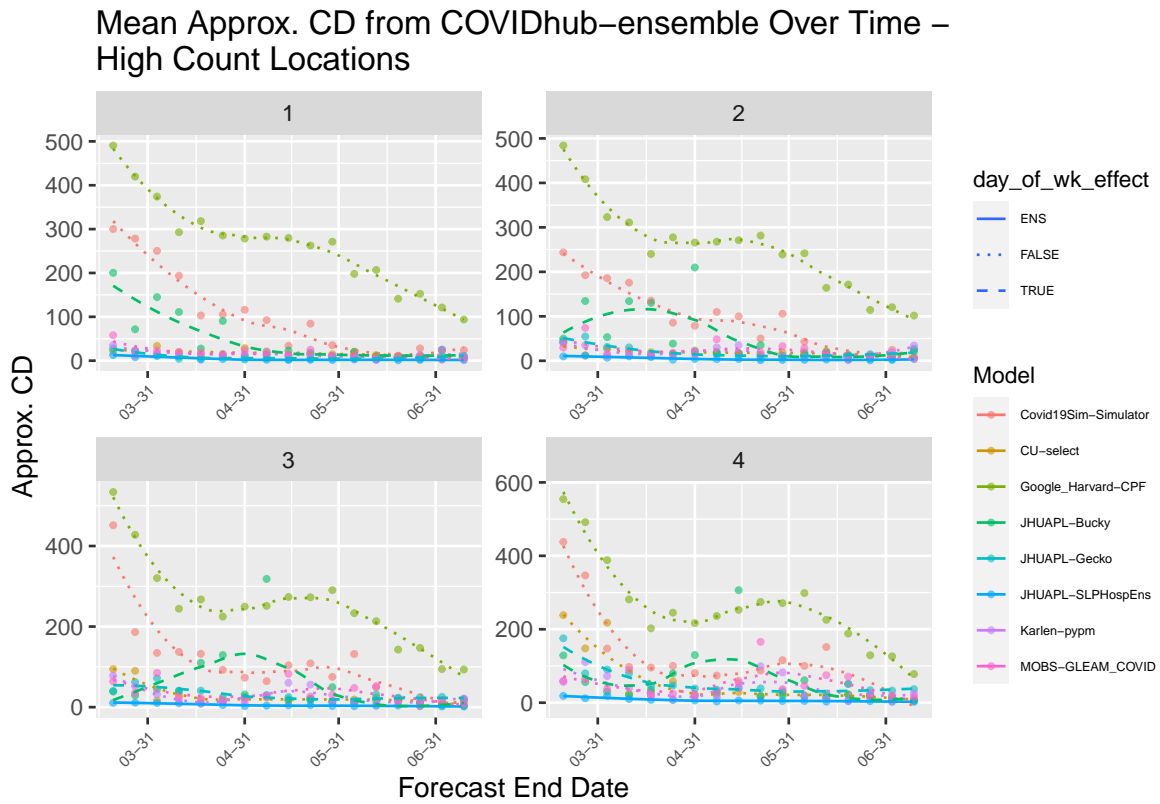 Mean Approx. CD from COVIDhub−ensemble Over Time −
High Count Locations
Approx. CD
1
500
400
300
200
100
0
03−31
04−31
05−31
06−31
2
500
400
300
200
100
0
03−31
04−31
05−31
06−31
3
400
200
0
03−31
04−31
05−31
06−31
4
600
400
200
0
03−31
04−31
05−31
06−31
Forecast End Date
day_of_wk_effect
ENS
FALSE
TRUE
Model
Covid19Sim−Simulator
CU−select
Google_Harvard−CPF
JHUAPL−Bucky
JHUAPL−Gecko
JHUAPL−SLPHospEns
Karlen−pypm
MOBS−GLEAM_COVID